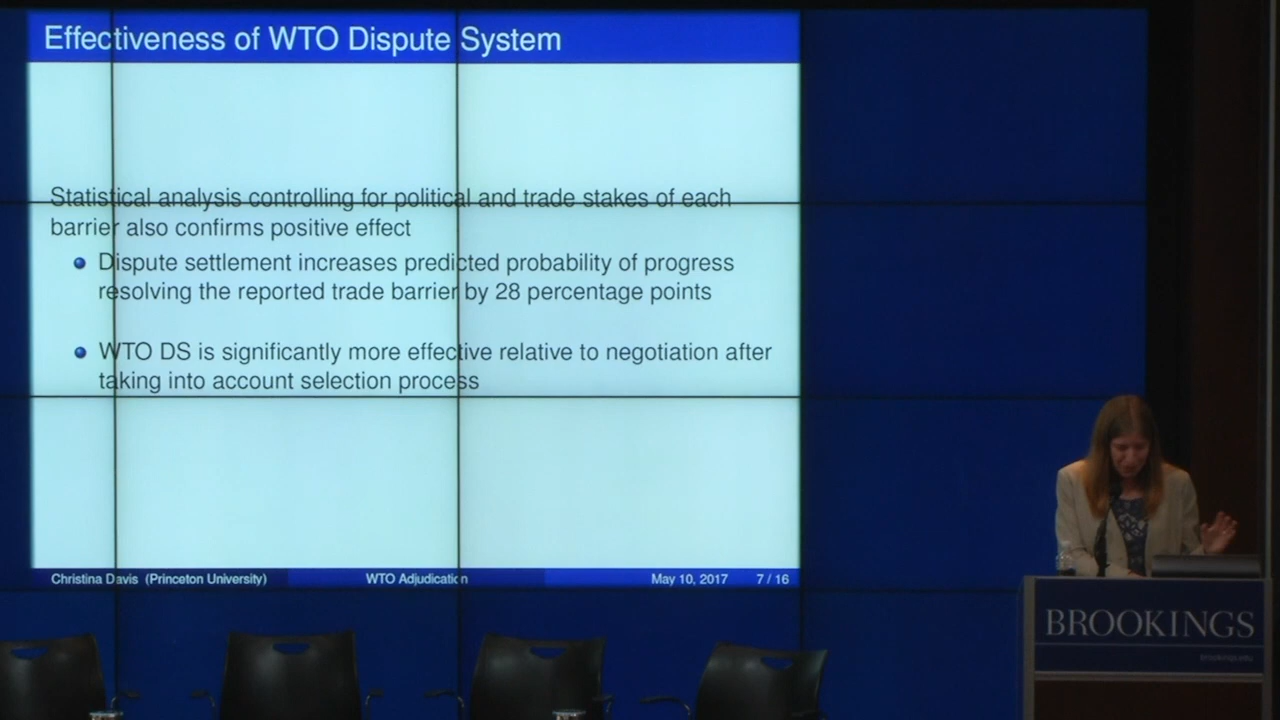 Effectiveness of WTO Dispute System
Statistical analysis controlling for political and trade stakes of each
barrier also confirms positive effect
Dispute settlement increases predicted probability of progress
resolving the reported trade barrier by 28 percentage points
WTO DS is significantly more effective relative to negotiation after
taking into account selection process
Christina Davis (Princeton University) WTO Adjudication May 10, 2017 7 / 16
BROOKINGS
brookings.edu